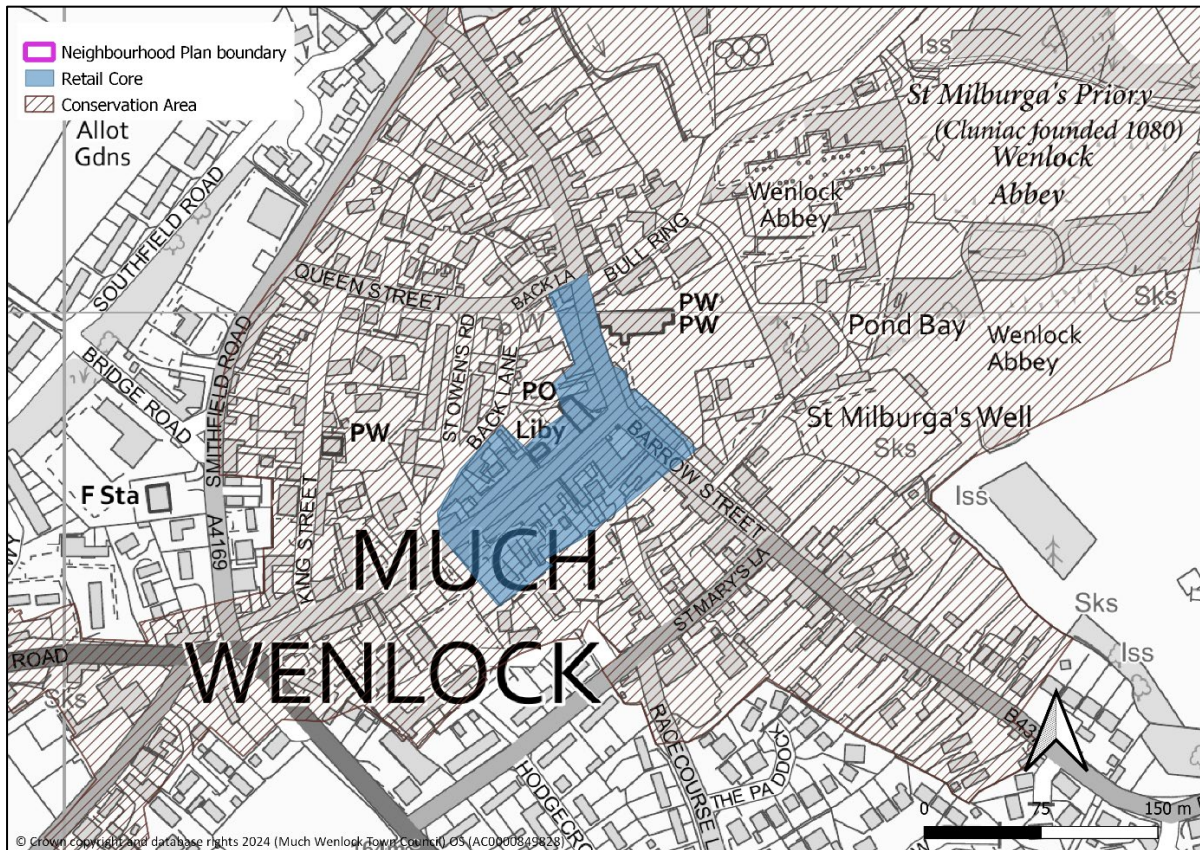 Neighbourhood Plan boundary
Retail Core
Conservation Area
Allot
Gdns
Iss
St Milburga's Priory
(Cluniac founded 1080)
Wenlock
Abbey
Wenlock
Abbey
SOUTHFIELD ROAD
QUEEN STREET
BACK LA
BULL RING
PW
PW
Sks
Pond Bay
Wenlock
Abbey
BRIDGE ROAD
SMITHFIELD ROAD
ST OWEN'S RD
BACK LANE
PO
Liby
PW
BARROW STREET
St Milburga's Well
Sks
F Sta
A4169
KING STREET
Iss
MUCH
WENLOCK
ST MARY'S LA
Sks
Iss
ROAD
Sks
RACECOURSE L
THE PADDOCK
HODGECRO
B43
0 75 150 m
© Crown copyright and database rights 2024 (Much Wenlock Town Council) OS (AC0000849828)